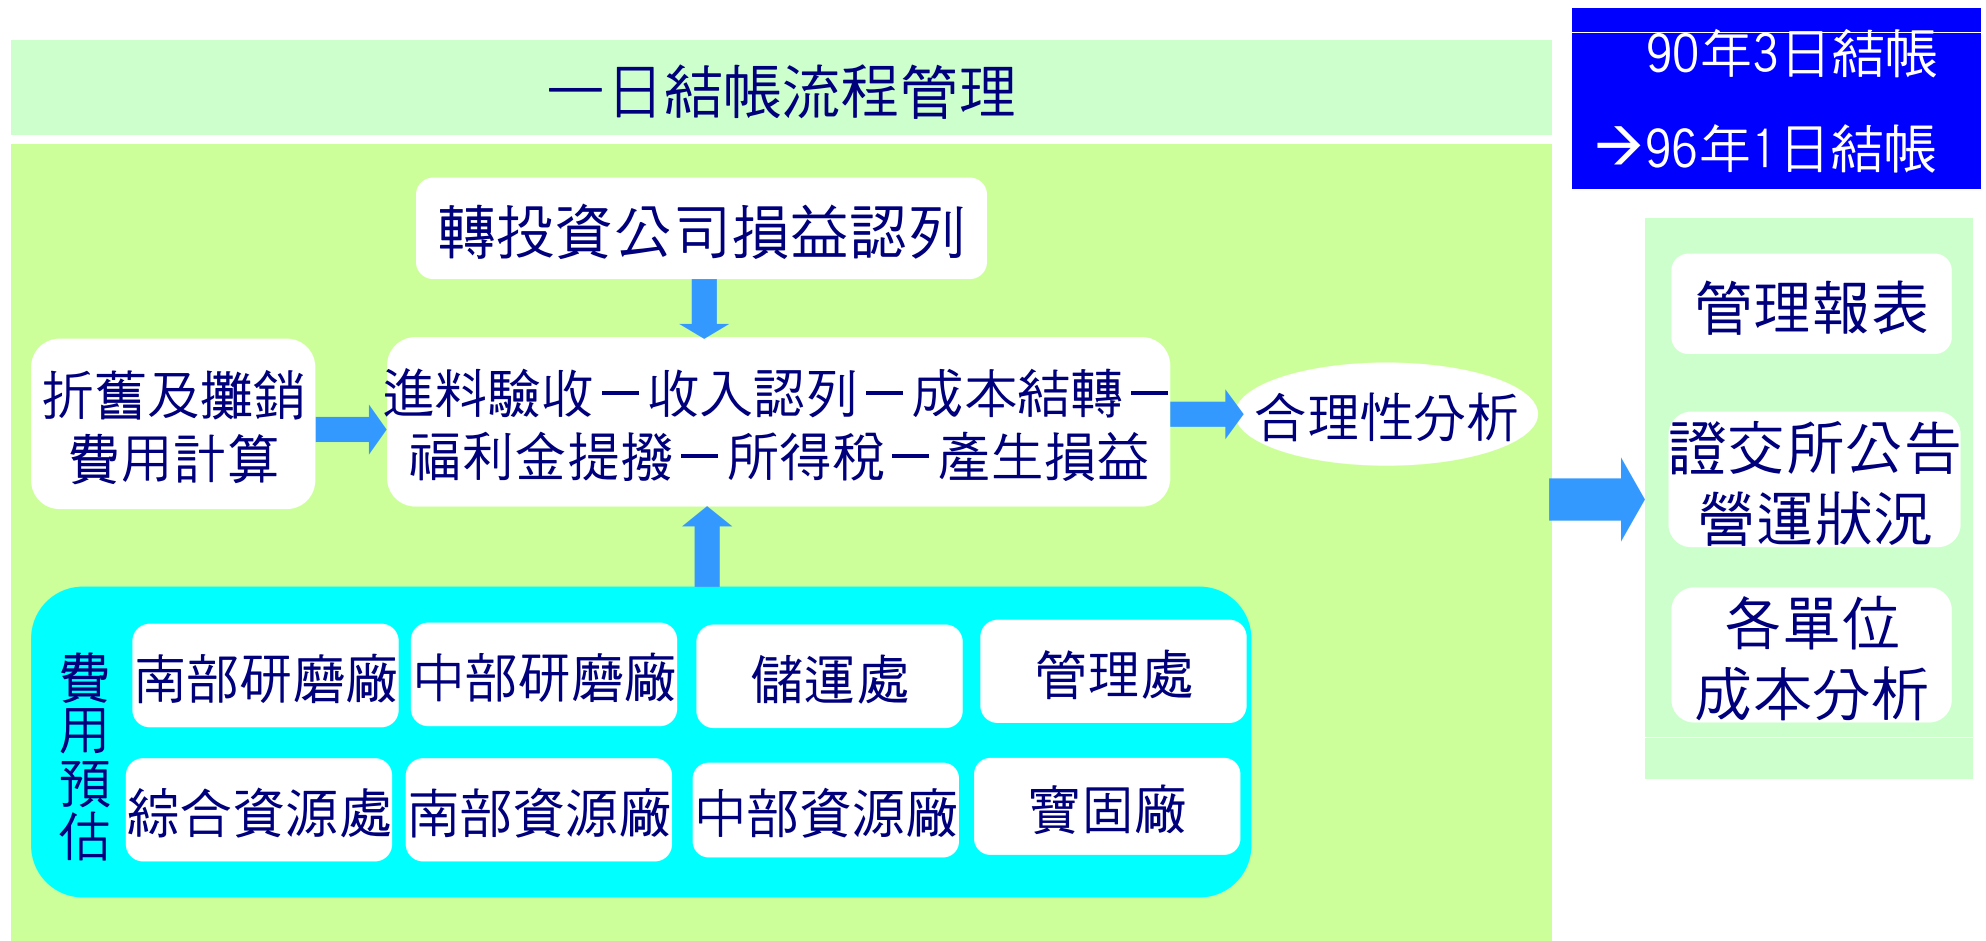 一日結帳流程管理
90年3日結帳
→96年1日結帳
轉投資公司損益認列
折舊及攤銷
費用計算
進料驗收－收入認列－成本結轉－
福利金提撥－所得稅－產生損益
合理性分析
費用預估
南部研磨廠
中部研磨廠
儲運處
管理處
綜合資源處
南部資源廠
中部資源廠
寶固廠
管理報表
證交所公告
營運狀況
各單位
成本分析